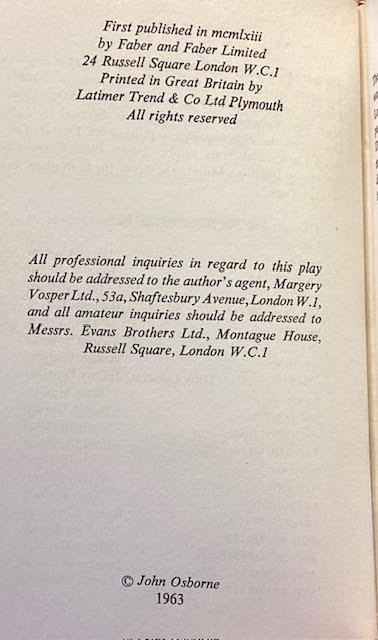 First published in mcmlxiii
by Faber and Faber Limited
24 Russell Square London W.C.1
Printed in Great Britain by
Latimer Trend & Co Ltd Plymouth
All rights reserved
All professional inquiries in regard to this play
should be addressed to the author's agent, Margery
Vosper Ltd., 53a, Shaftesbury Avenue, London W.1,
and all amateur inquiries should be addressed to
Messrs. Evans Brothers Ltd., Montague House,
Russell Square, London W.C.1
© John Osborne
1963